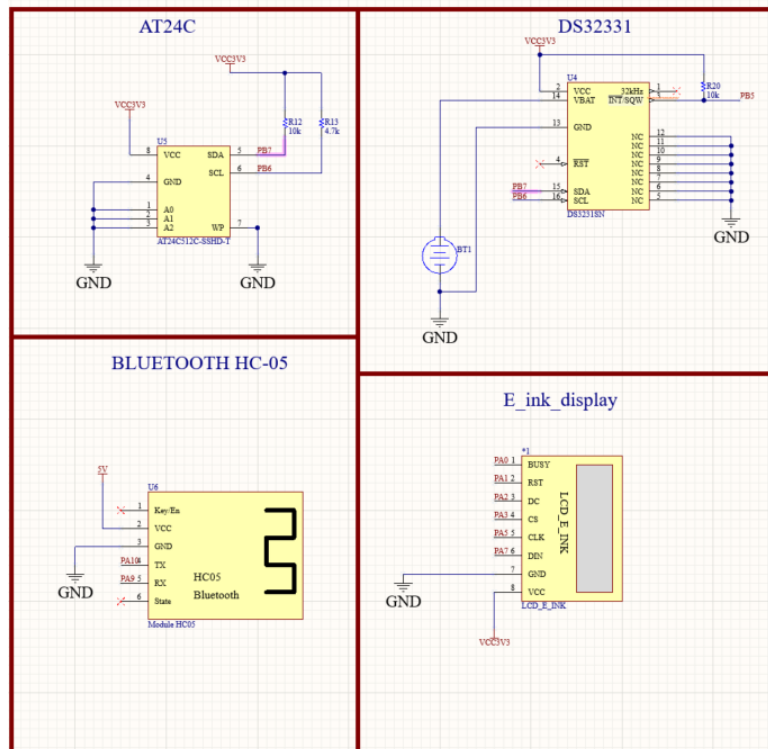 AT24C
VCC3V3
VCC3V3
R12
10k
R13
4.7k
U5
8 VCC
SDA 5 PB7
SCL 6 PB6
4 GND
1 A0
2 A1
3 A2
WP 7
AT24C512C-SSHD-T
GND
GND
DS32331
VCC3V3
U4
R20
10k
2 VCC
14 VBAT
32kHz 1
INT/SQW 3
PB5
13 GND
NC 12
NC 11
NC 10
NC 9
NC 8
NC 7
NC 6
NC 5
4 RST
PB7 15 SDA
PB6 16 SCL
DS3231SN
GND
BT1
GND
BLUETOOTH HC-05
5V
U6
1 Key/En
2 VCC
3 GND
PA10 4 TX
PA9 5 RX
6 State
HC05
Bluetooth
Module HC05
GND
E_ink_display
*1
PA0 1 BUSY
PA1 2 RST
PA2 3 DC
PA3 4 CS
PA5 5 CLK
PA7 6 DIN
7 GND
8 VCC
LCD_E_INK
LCD_E_INK
GND
VCC3V3